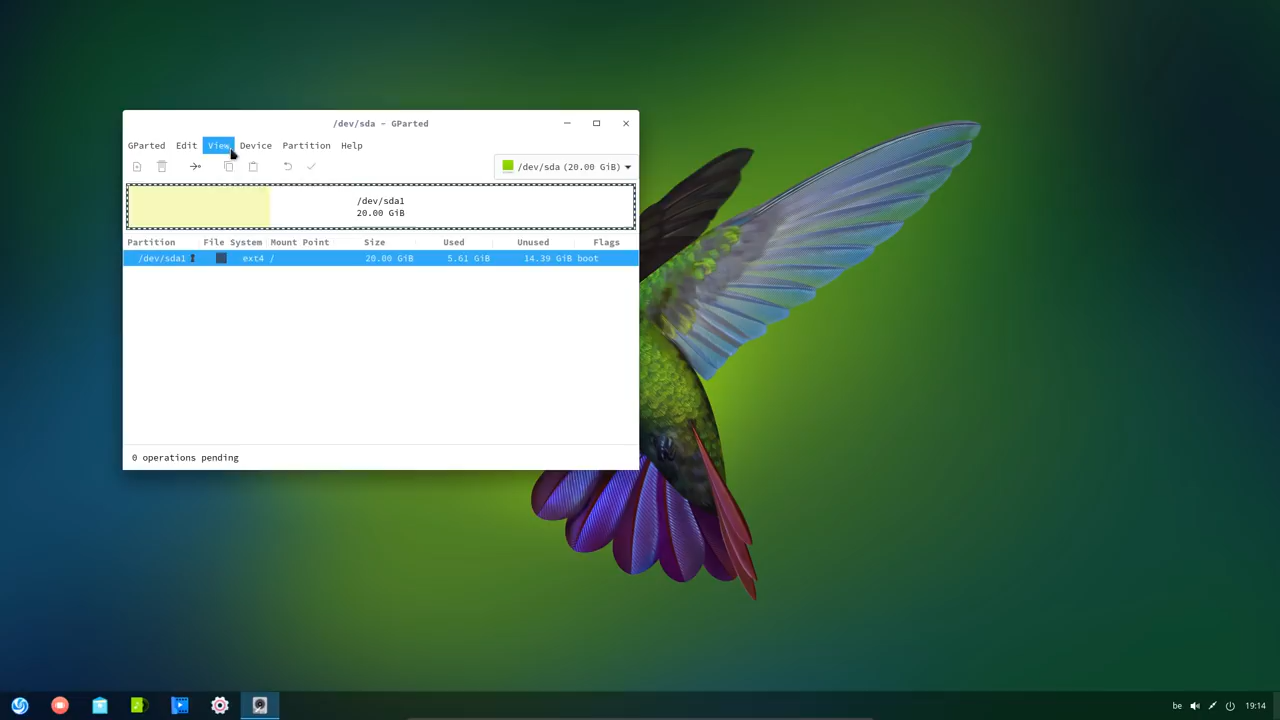 /dev/sda - GParted
GParted Edit View Device Partition Help
/dev/sda (20.00 GiB)
/dev/sda1
20.00 GiB
Partition File System Mount Point Size Used Unused Flags
/dev/sda1 ext4 / 20.00 GiB 5.61 GiB 14.39 GiB boot
0 operations pending
be 19:14